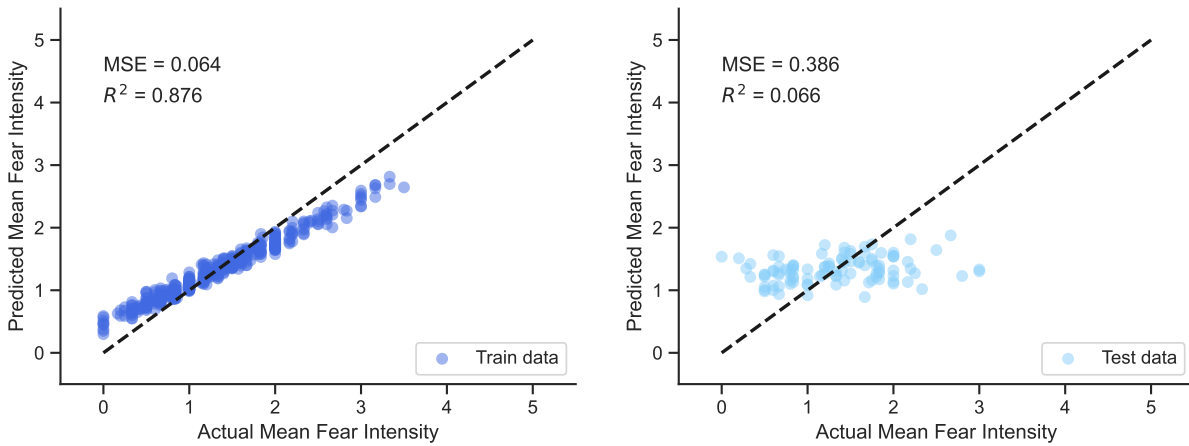 MSE = 0.064
R² = 0.876
Predicted Mean Fear Intensity
5
4
3
2
1
0
0 1 2 3 4 5
Actual Mean Fear Intensity
Train data
MSE = 0.386
R² = 0.066
Predicted Mean Fear Intensity
5
4
3
2
1
0
0 1 2 3 4 5
Actual Mean Fear Intensity
Test data